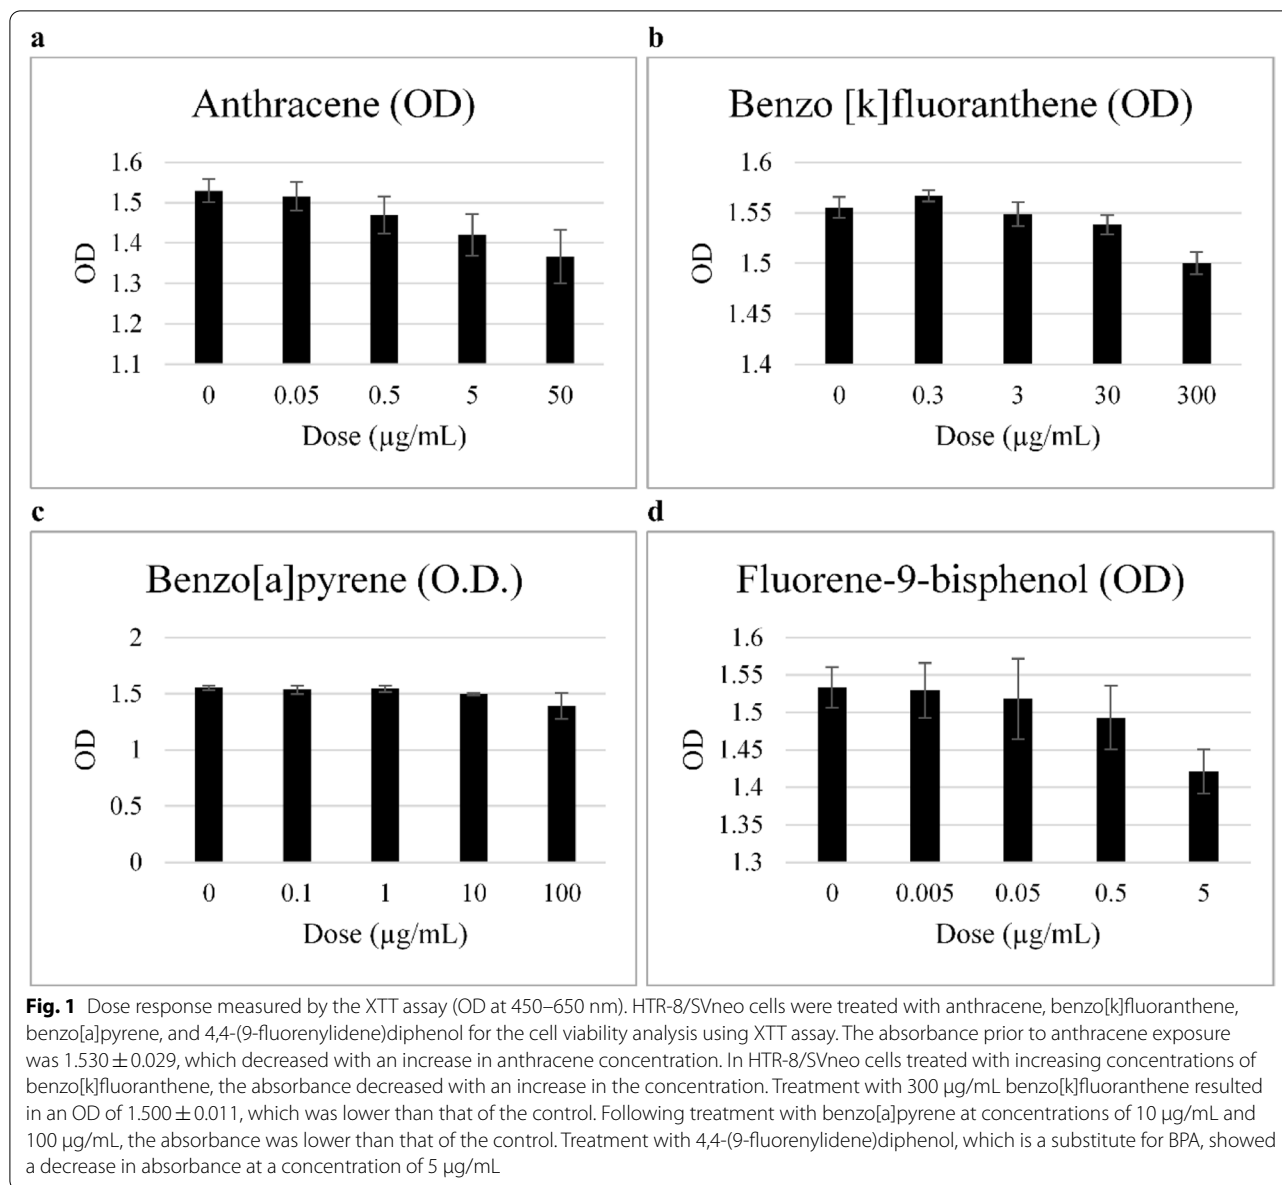 a
Anthracene (OD)
1.6
1.5
1.4
1.3
1.2
1.1
OD
0 0.05 0.5 5 50
Dose (µg/mL)
b
Benzo [k]fluoranthene (OD)
1.6
1.55
1.5
1.45
1.4
OD
0 0.3 3 30 300
Dose (µg/mL)
c
Benzo[a]pyrene (O.D.)
2
1.5
1
0.5
0
OD
0 0.1 1 10 100
Dose (µg/mL)
d
Fluorene-9-bisphenol (OD)
1.6
1.55
1.5
1.45
1.4
1.35
1.3
OD
0 0.005 0.05 0.5 5
Dose (µg/mL)
Fig. 1 Dose response measured by the XTT assay (OD at 450–650 nm). HTR-8/SVneo cells were treated with anthracene, benzo[k]fluoranthene,
benzo[a]pyrene, and 4,4-(9-fluorenylidene)diphenol for the cell viability analysis using XTT assay. The absorbance prior to anthracene exposure
was 1.530 ± 0.029, which decreased with an increase in anthracene concentration. In HTR-8/SVneo cells treated with increasing concentrations of
benzo[k]fluoranthene, the absorbance decreased with an increase in the concentration. Treatment with 300 µg/mL benzo[k]fluoranthene resulted
in an OD of 1.500 ± 0.011, which was lower than that of the control. Following treatment with benzo[a]pyrene at concentrations of 10 µg/mL and
100 µg/mL, the absorbance was lower than that of the control. Treatment with 4,4-(9-fluorenylidene)diphenol, which is a substitute for BPA, showed
a decrease in absorbance at a concentration of 5 µg/mL